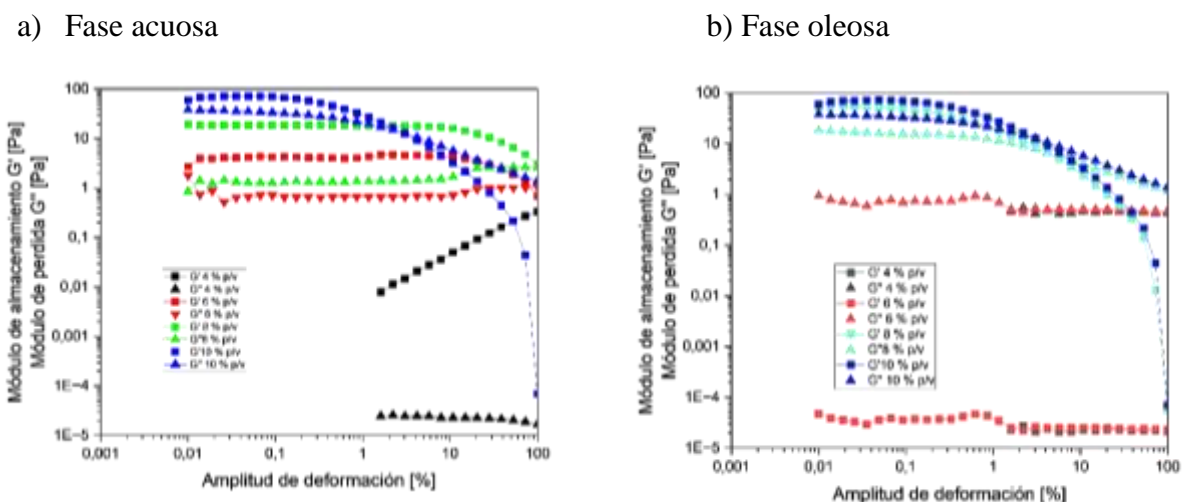 a) Fase acuosa
b) Fase oleosa
Módulo de almacenamiento G' [Pa]
Módulo de perdida G'' [Pa]
100
10
1
0,1
0,01
0,001
1E−4
1E−5
0,001
0,01
0,1
1
10
100
Amplitud de deformación [%]
G' 4 % p/v
G'' 4 % p/v
G' 6 % p/v
G'' 6 % p/v
G' 8 % p/v
G''8 % p/v
G'10 % p/v
G'' 10 % p/v
Módulo de almacenamiento G' [Pa]
Módulo de perdida G'' [Pa]
100
10
1
0,1
0,01
0,001
1E−4
1E−5
0,001
0,01
0,1
1
10
100
Amplitud de deformación [%]
G' 4 % p/v
G'' 4 % p/v
G' 6 % p/v
G'' 6 % p/v
G' 8 % p/v
G''8 % p/v
G'10 % p/v
G'' 10 % p/v